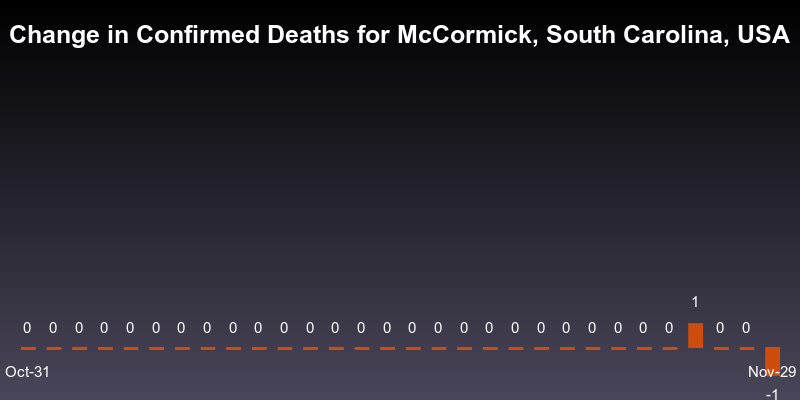 Change in Confirmed Deaths for McCormick, South Carolina, USA
1
0 0 0 0 0 0 0 0 0 0 0 0 0 0 0 0 0 0 0 0 0 0 0 0 0 0 0 0
Oct-31 Nov-29
-1